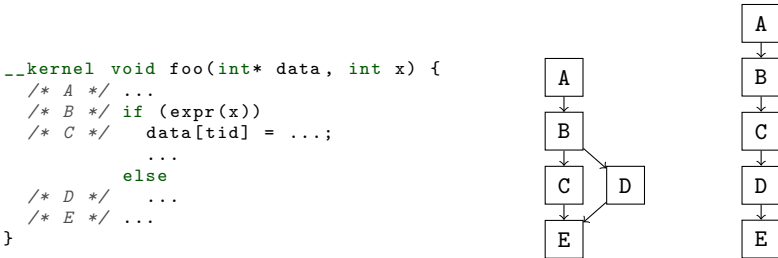 __kernel void foo(int* data, int x) {
/* A */ ...
/* B */ if (expr(x))
/* C */ data[tid] = ...;
...
else
/* D */ ...
/* E */ ...
}
A
B
C
D
E
A
B
C
D
E